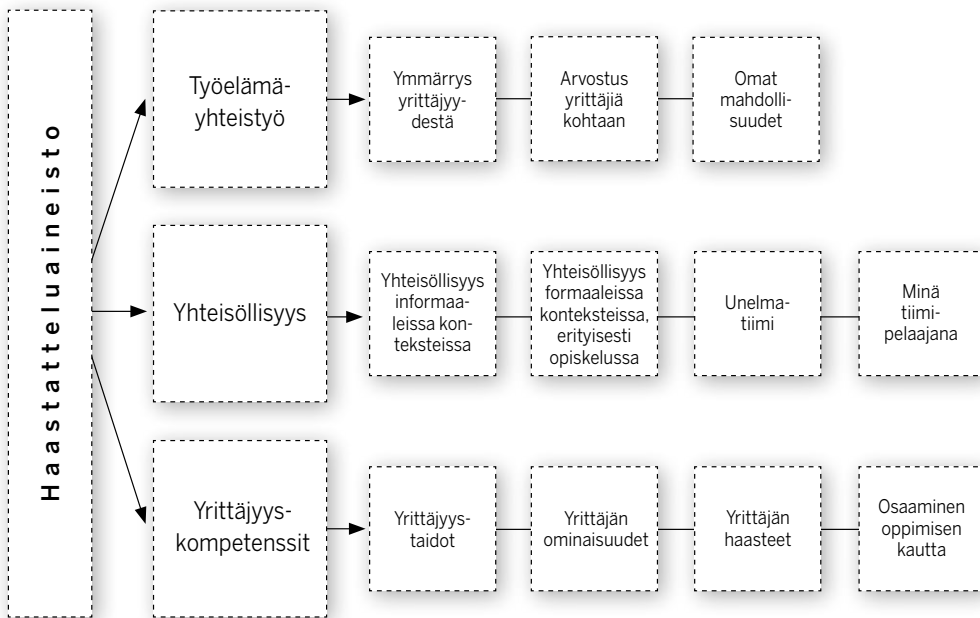 Haastatteluaineisto
Työelämä-
yhteistyö
Ymmärrys
yrittäjyy-
destä
Arvostus
yrittäjiä
kohtaan
Omat
mahdolli-
suudet
Yhteisöllisyys
Yhteisöllisyys
informaa-
leissa kon-
teksteissa
Yhteisöllisyys
formaaleissa
konteksteissa,
erityisesti
opiskelussa
Unelma-
tiimi
Minä
tiimi-
pelaajana
Yrittäjyys-
kompetenssit
Yrittäjyys-
taidot
Yrittäjän
ominaisuudet
Yrittäjän
haasteet
Osaaminen
oppimisen
kautta